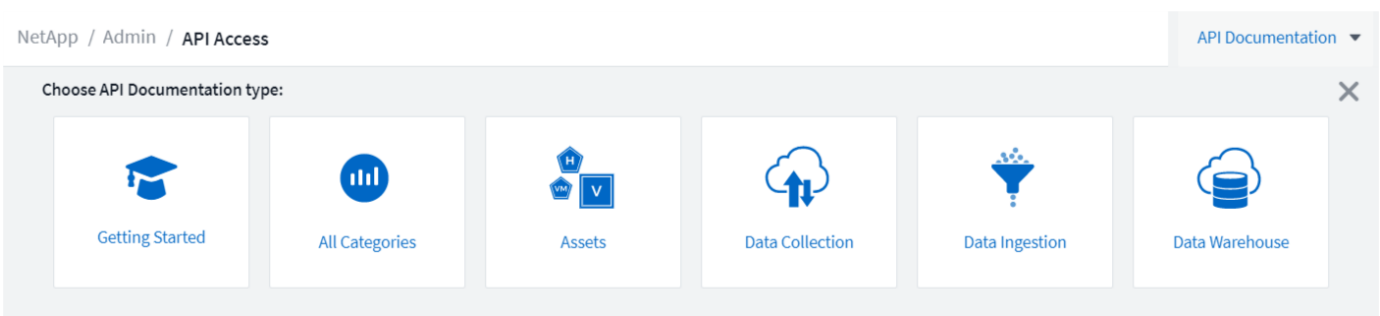 NetApp / Admin / API Access
API Documentation
Choose API Documentation type:
H
VM
V
Getting Started
All Categories
Assets
Data Collection
Data Ingestion
Data Warehouse